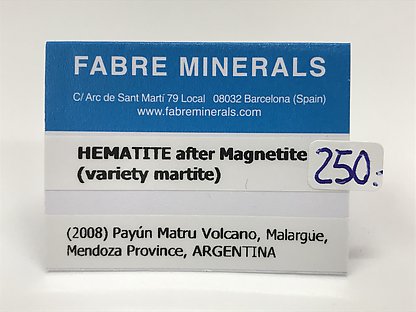 FABRE MINERALS
C/ Arc de Sant Martí 79 Local 08032 Barcelona (Spain)
www.fabreminerals.com
HEMATITE after Magnetite
(variety martite)
250.-
(2008) Payún Matru Volcano, Malargüe,
Mendoza Province, ARGENTINA